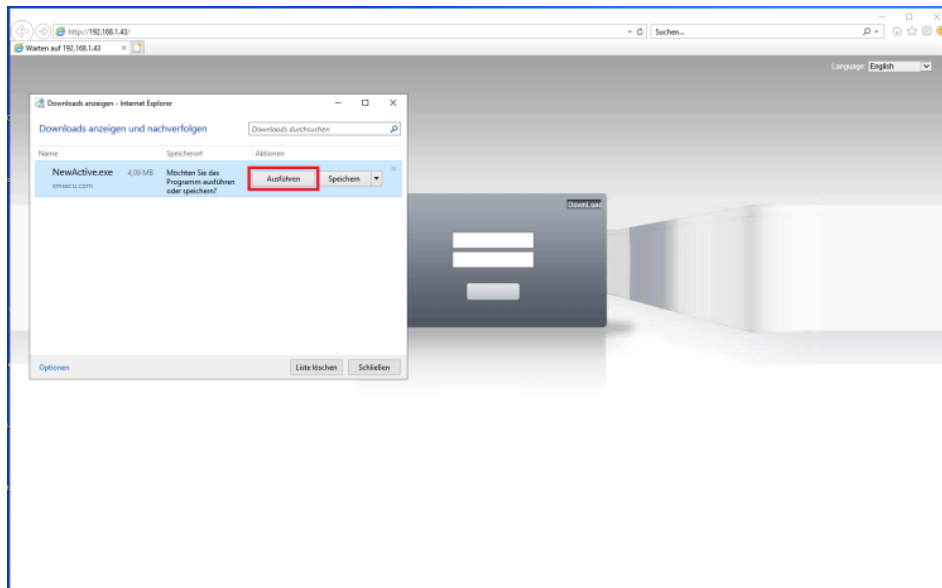 http://192.168.1.43/
Suchen...
Warten auf 192.168.1.43
Language: English
Downloads anzeigen - Internet Explorer
Downloads anzeigen und nachverfolgen
Downloads durchsuchen
Name Speicherort Aktionen
NewActive.exe 4,08 MB Möchten Sie das Programm ausführen oder speichern? Ausführen Speichern
xmsecu.com
DownLoad
Optionen Liste löschen Schließen